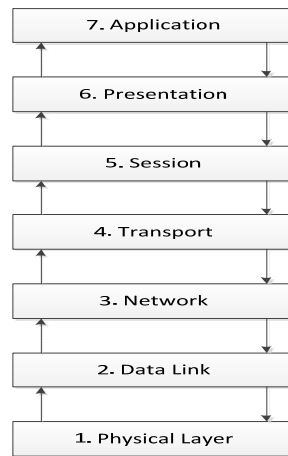 7. Application
6. Presentation
5. Session
4. Transport
3. Network
2. Data Link
1. Physical Layer